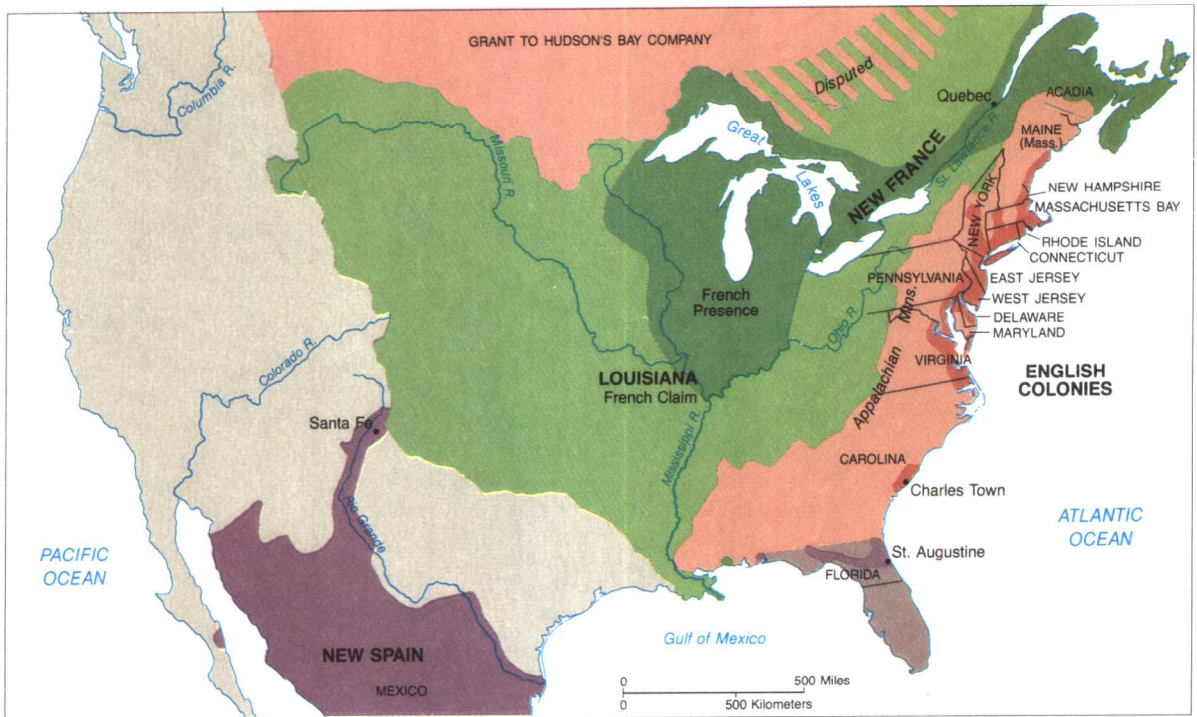 GRANT TO HUDSON'S BAY COMPANY
Disputed
Columbia R.
Quebec
ACADIA
MAINE
(Mass.)
Missouri R.
Great
Lakes
St. Lawrence R.
NEW FRANCE
NEW YORK
NEW HAMPSHIRE
MASSACHUSETTS BAY
RHODE ISLAND
CONNECTICUT
PENNSYLVANIA
EAST JERSEY
WEST JERSEY
DELAWARE
MARYLAND
French
Presence
Ohio R.
Appalachian Mtns.
VIRGINIA
ENGLISH
COLONIES
Colorado R.
LOUISIANA
French Claim
Santa Fe
Mississippi R.
CAROLINA
Charles Town
Rio Grande
ATLANTIC
OCEAN
PACIFIC
OCEAN
St. Augustine
FLORIDA
Gulf of Mexico
NEW SPAIN
MEXICO
0 500 Miles
0 500 Kilometers